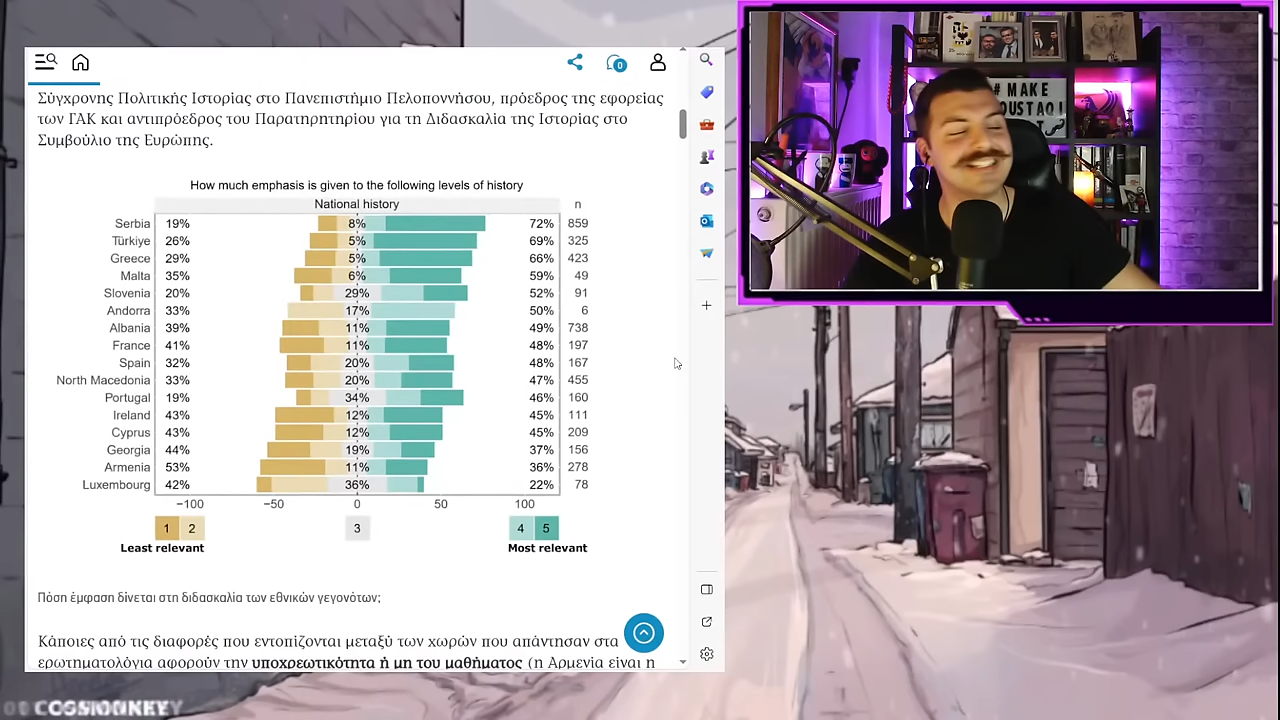 Σύγχρονης Πολιτικής Ιστορίας στο Πανεπιστήμιο Πελοποννήσου, πρόεδρος της εφορείας
των ΓΑΚ και αντιπρόεδρος του Παρατηρητηρίου για τη Διδασκαλία της Ιστορίας στο
Συμβούλιο της Ευρώπης.
How much emphasis is given to the following levels of history
National history n
Serbia 19% 8% 72% 859
Türkiye 26% 5% 69% 325
Greece 29% 5% 66% 423
Malta 35% 6% 59% 49
Slovenia 20% 29% 52% 91
Andorra 33% 17% 50% 6
Albania 39% 11% 49% 738
France 41% 11% 48% 197
Spain 32% 20% 48% 167
North Macedonia 33% 20% 47% 455
Portugal 19% 34% 46% 160
Ireland 43% 12% 45% 111
Cyprus 43% 12% 45% 209
Georgia 44% 19% 37% 156
Armenia 53% 11% 36% 278
Luxembourg 42% 36% 22% 78
−100 −50 0 50 100
1 2 3 4 5
Least relevant Most relevant
Πόση έμφαση δίνεται στη διδασκαλία των εθνικών γεγονότων;
Κάποιες από τις διαφορές που εντοπίζονται μεταξύ των χωρών που απάντησαν στα
ερωτηματολόγια αφορούν την υποχρεωτικότητα ή μη του μαθήματος (η Αρμενία είναι η
0
# MAKE
OUSTAQ!